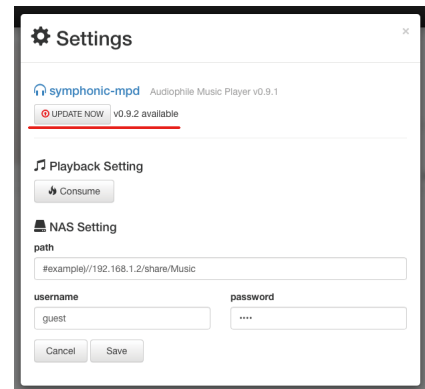 Settings
×
symphonic-mpd Audiophile Music Player v0.9.1
UPDATE NOW v0.9.2 available
Playback Setting
Consume
NAS Setting
path
#example)//192.168.1.2/share/Music
username password
guest ····
Cancel Save